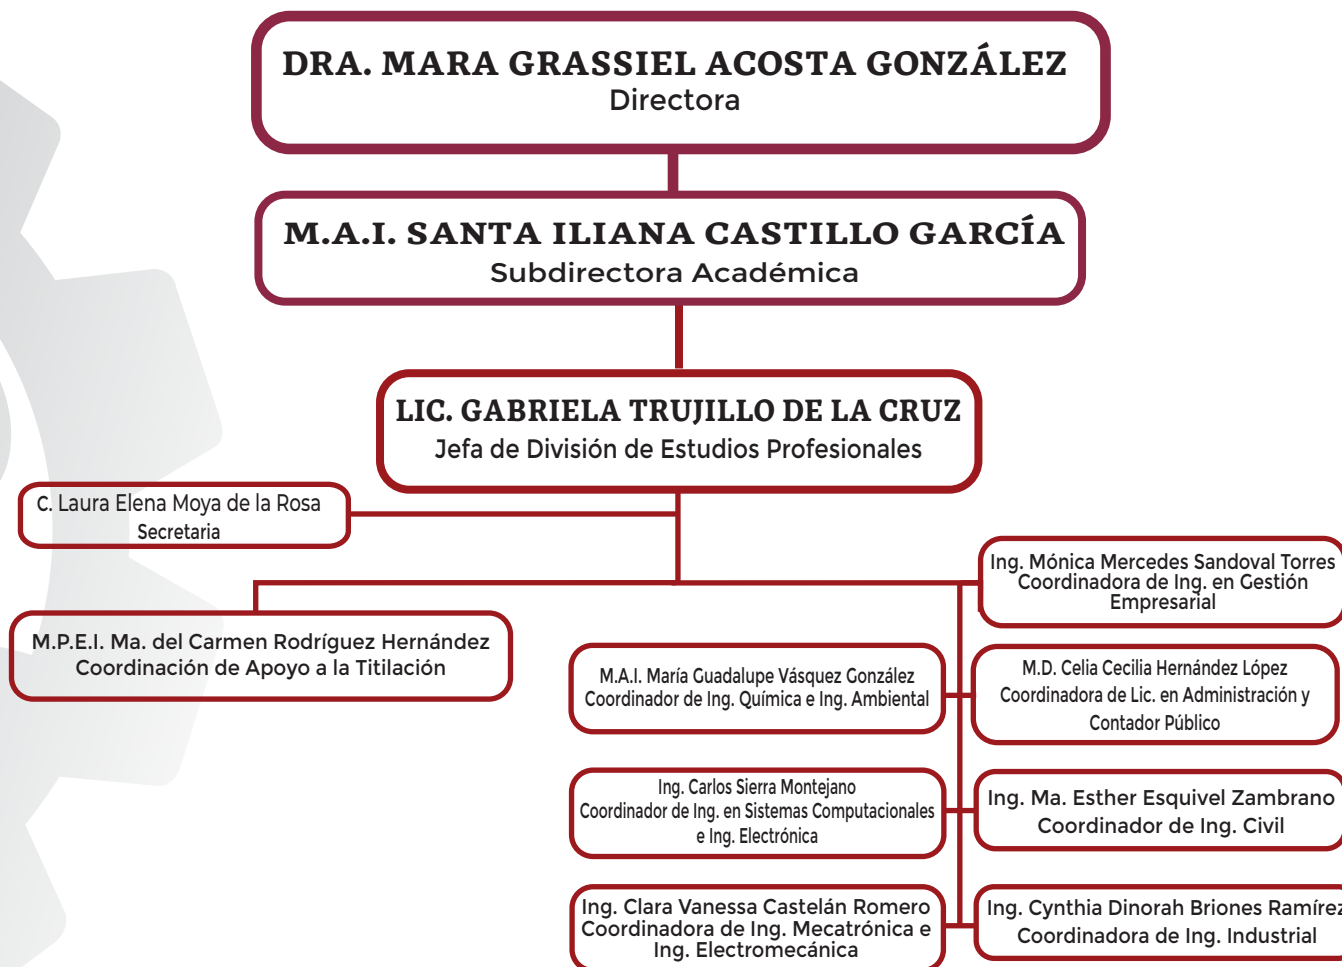 DRA. MARA GRASSIEL ACOSTA GONZÁLEZ
Directora
M.A.I. SANTA ILIANA CASTILLO GARCÍA
Subdirectora Académica
LIC. GABRIELA TRUJILLO DE LA CRUZ
Jefa de División de Estudios Profesionales
C. Laura Elena Moya de la Rosa
Secretaria
M.P.E.I. Ma. del Carmen Rodríguez Hernández
Coordinación de Apoyo a la Titilación
Ing. Mónica Mercedes Sandoval Torres
Coordinadora de Ing. en Gestión
Empresarial
M.A.I. María Guadalupe Vásquez González
Coordinador de Ing. Química e Ing. Ambiental
M.D. Celia Cecilia Hernández López
Coordinadora de Lic. en Administración y
Contador Público
Ing. Carlos Sierra Montejano
Coordinador de Ing. en Sistemas Computacionales
e Ing. Electrónica
Ing. Ma. Esther Esquivel Zambrano
Coordinador de Ing. Civil
Ing. Clara Vanessa Castelán Romero
Coordinadora de Ing. Mecatrónica e
Ing. Electromecánica
Ing. Cynthia Dinorah Briones Ramírez
Coordinadora de Ing. Industrial